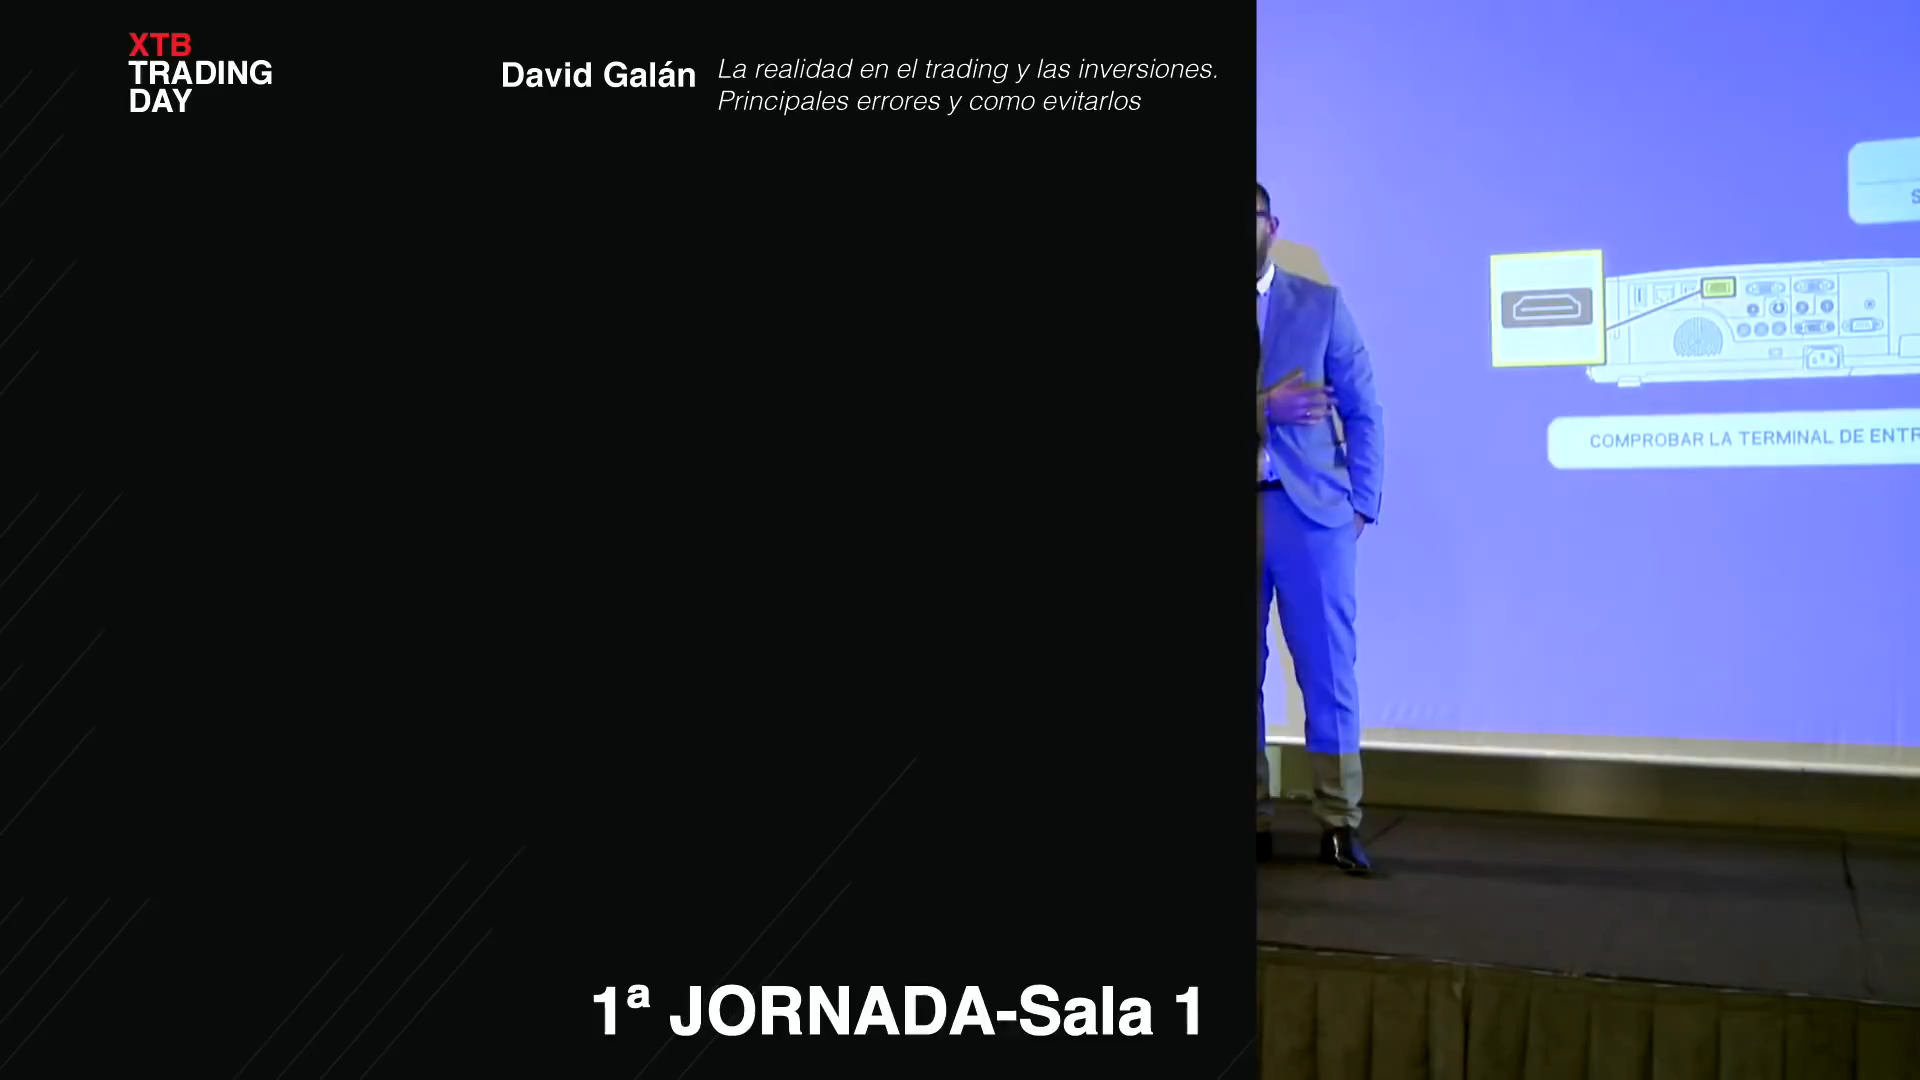 XTB
TRADING
DAY
David Galán
La realidad en el trading y las inversiones.
Principales errores y como evitarlos
COMPROBAR LA TERMINAL DE
1ª JORNADA-Sala 1